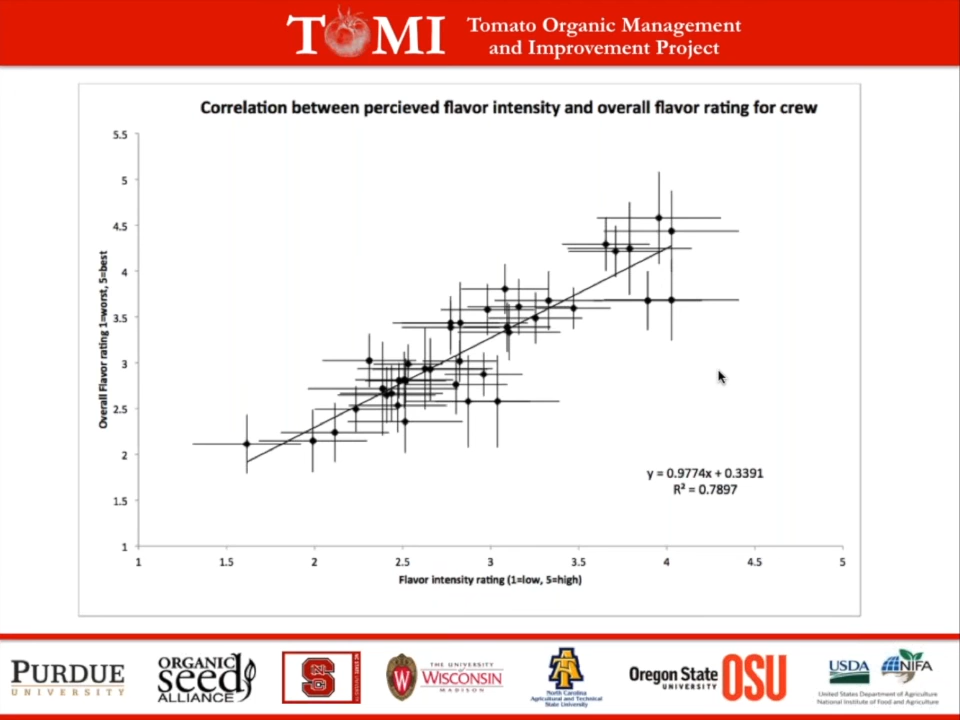 TOMI
Tomato Organic Management
and Improvement Project
Correlation between percieved flavor intensity and overall flavor rating for crew
Overall Flavor rating 1=worst, 5=best
5.5
5
4.5
4
3.5
3
2.5
2
1.5
1
y = 0.9774x + 0.3391
R² = 0.7897
1 1.5 2 2.5 3 3.5 4 4.5 5
Flavor intensity rating (1=low, 5=high)
PURDUE
UNIVERSITY
ORGANIC
seed
ALLIANCE
NC STATE UNIVERSITY
THE UNIVERSITY
of
WISCONSIN
MADISON
North Carolina
Agricultural and Technical
State University
Oregon State
UNIVERSITY
OSU
USDA
NIFA
United States Department of Agriculture
National Institute of Food and Agriculture